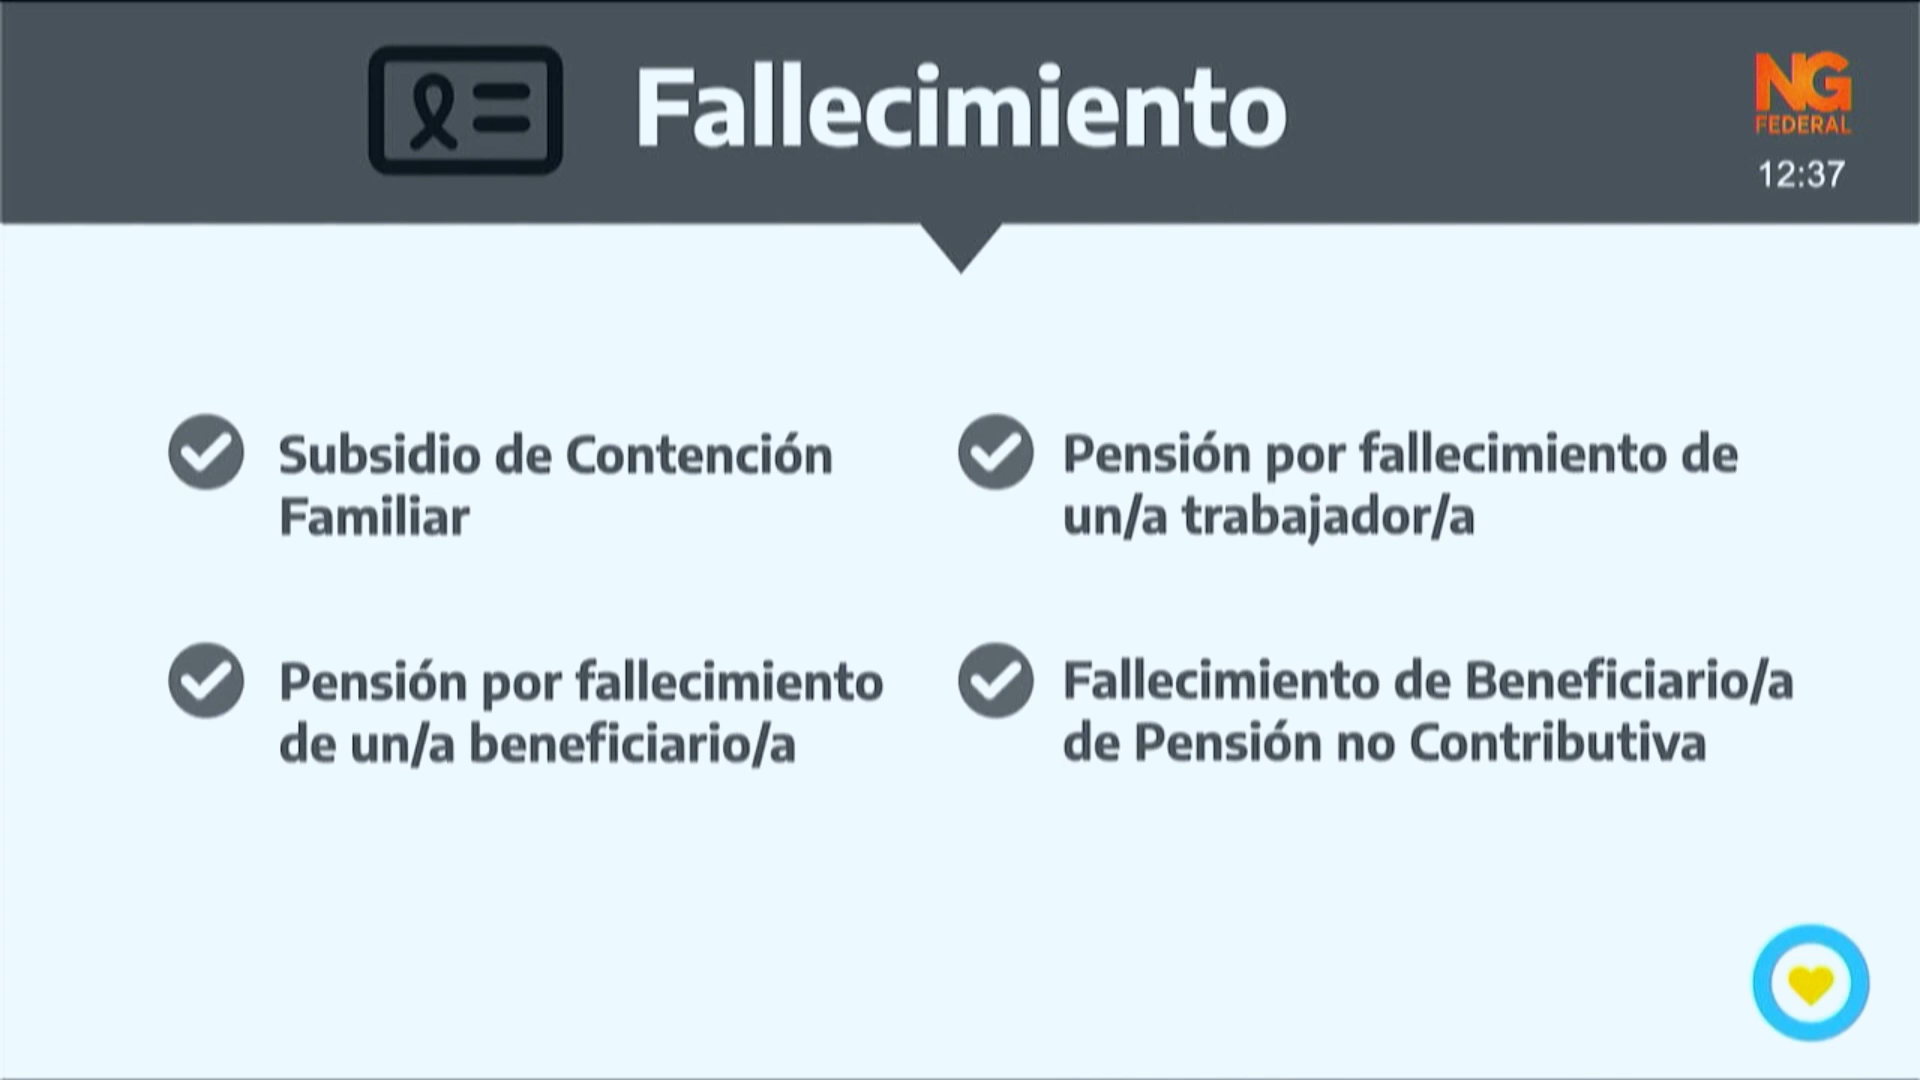 Fallecimiento
NG
FEDERAL
12:37
Subsidio de Contención
Familiar
Pensión por fallecimiento de
un/a trabajador/a
Pensión por fallecimiento
de un/a beneficiario/a
Fallecimiento de Beneficiario/a
de Pensión no Contributiva